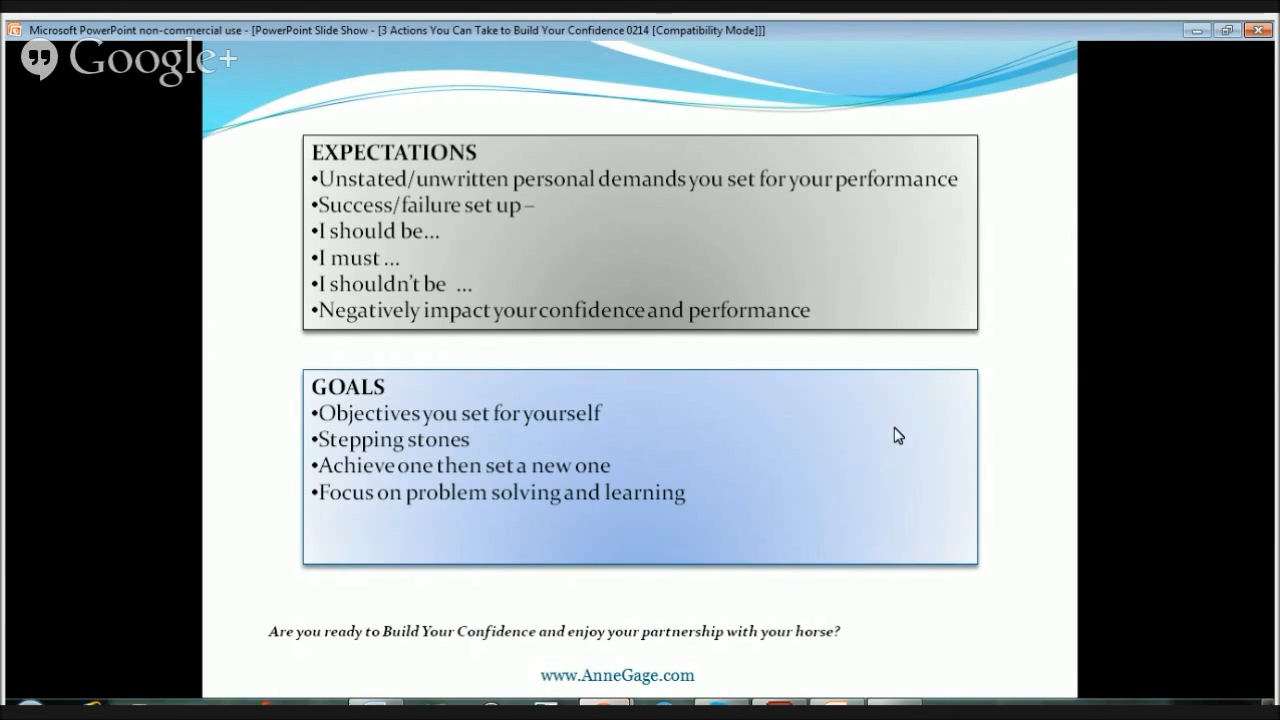 Microsoft PowerPoint non-commercial use - [PowerPoint Slide Show - [3 Actions You Can Take to Build Your Confidence 0214 [Compatibility Mode]]]
Google+
EXPECTATIONS
•Unstated/unwritten personal demands you set for your performance
•Success/failure set up –
•I should be...
•I must ...
•I shouldn't be ...
•Negatively impact your confidence and performance
GOALS
•Objectives you set for yourself
•Stepping stones
•Achieve one then set a new one
•Focus on problem solving and learning
Are you ready to Build Your Confidence and enjoy your partnership with your horse?
www.AnneGage.com